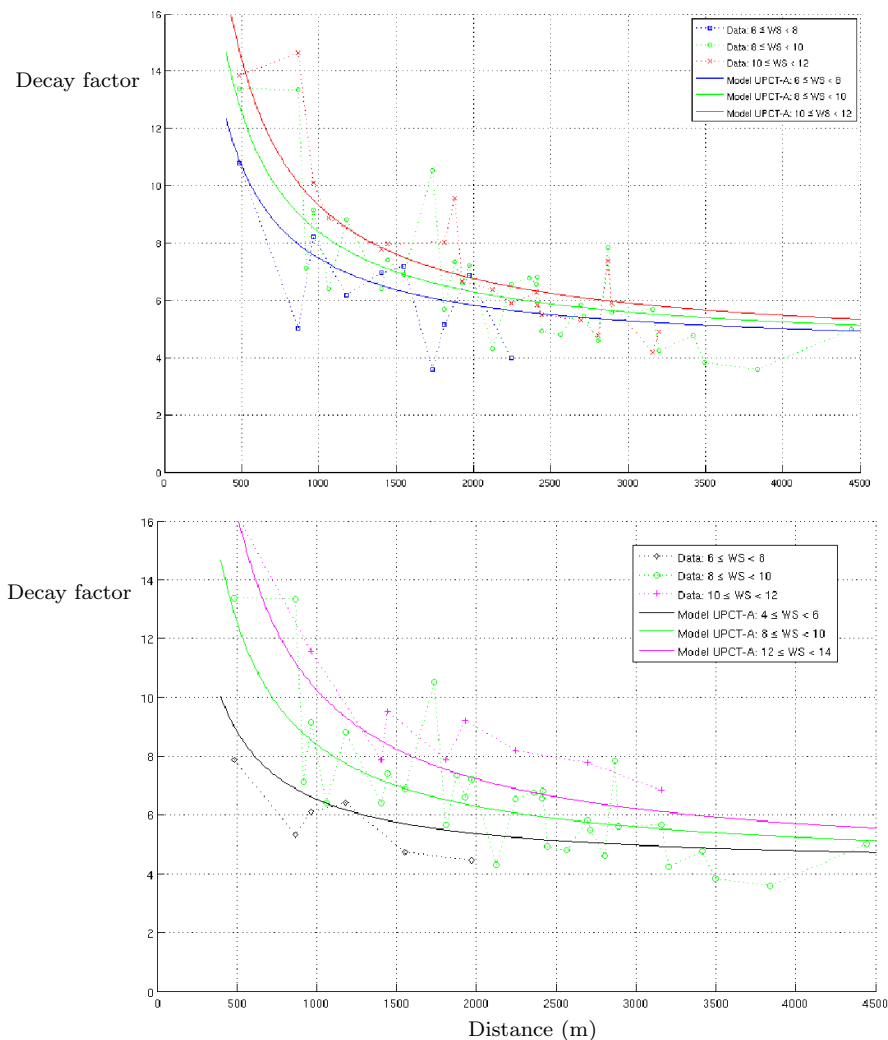 16
14
12
10
8
6
4
2
0
Decay factor
Data: 6 ≤ WS < 8
Data: 8 ≤ WS < 10
Data: 10 ≤ WS < 12
Model UPCT-A: 6 ≤ WS < 8
Model UPCT-A: 8 ≤ WS < 10
Model UPCT-A: 10 ≤ WS < 12
0 500 1000 1500 2000 2500 3000 3500 4000 4500
16
14
12
10
8
6
4
2
0
Decay factor
Data: 6 ≤ WS < 6
Data: 8 ≤ WS < 10
Data: 10 ≤ WS < 12
Model UPCT-A: 4 ≤ WS < 6
Model UPCT-A: 8 ≤ WS < 10
Model UPCT-A: 12 ≤ WS < 14
0 500 1000 1500 2000 2500 3000 3500 4000 4500
Distance (m)